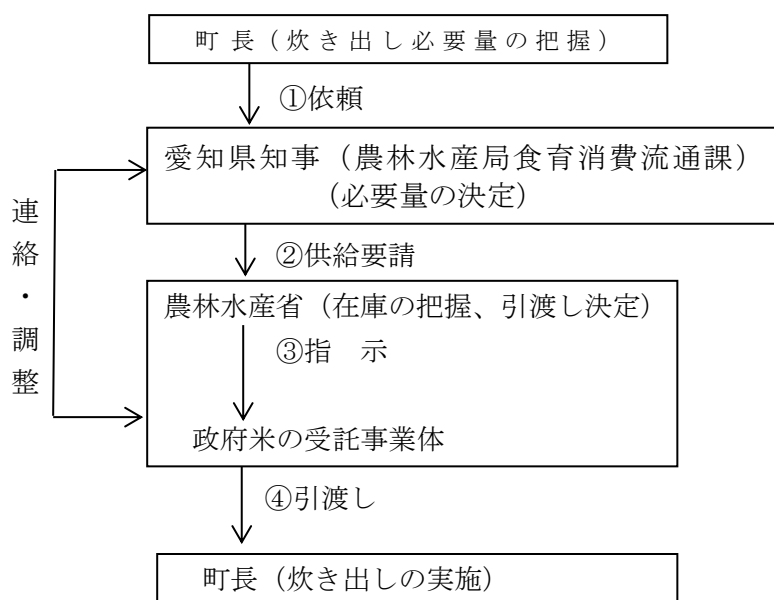 町長（炊き出し必要量の把握）
①依頼
愛知県知事（農林水産局食育消費流通課）
（必要量の決定）
連絡・調整
②供給要請
農林水産省（在庫の把握、引渡し決定）
③指　示
政府米の受託事業体
④引渡し
町長（炊き出しの実施）